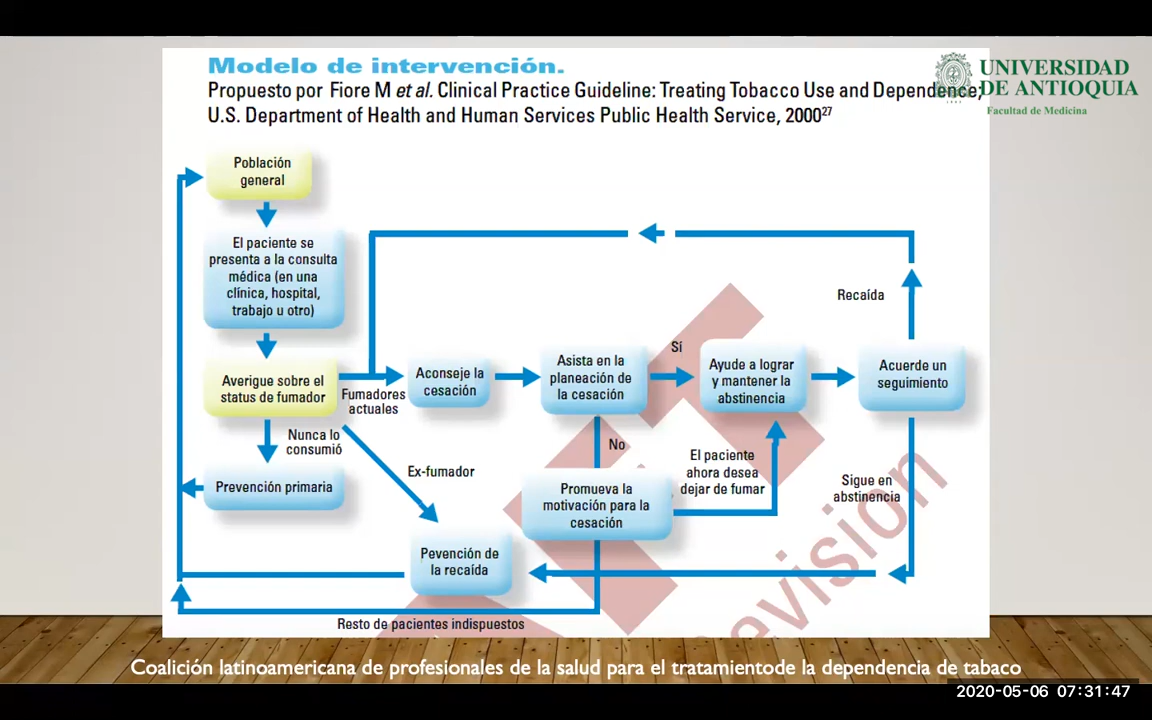 Modelo de intervención.
Propuesto por Fiore M et al. Clinical Practice Guideline: Treating Tobacco Use and Dependence,
U.S. Department of Health and Human Services Public Health Service, 2000²⁷
UNIVERSIDAD
DE ANTIOQUIA
Facultad de Medicina
Población
general
El paciente se
presenta a la consulta
médica (en una
clínica, hospital,
trabajo u otro)
Recaída
Averigue sobre el
status de fumador
Fumadores
actuales
Aconseje la
cesación
Asista en la
planeación de
la cesación
Sí
Ayude a lograr
y mantener la
abstinencia
Acuerde un
seguimiento
Nunca lo
consumió
Ex-fumador
No
El paciente
ahora desea
dejar de fumar
Sigue en
abstinencia
Prevención primaria
Promueva la
motivación para la
cesación
Pevención de
la recaída
Resto de pacientes indispuestos
Coalición latinoamericana de profesionales de la salud para el tratamientode la dependencia de tabaco
2020-05-06 07:31:47